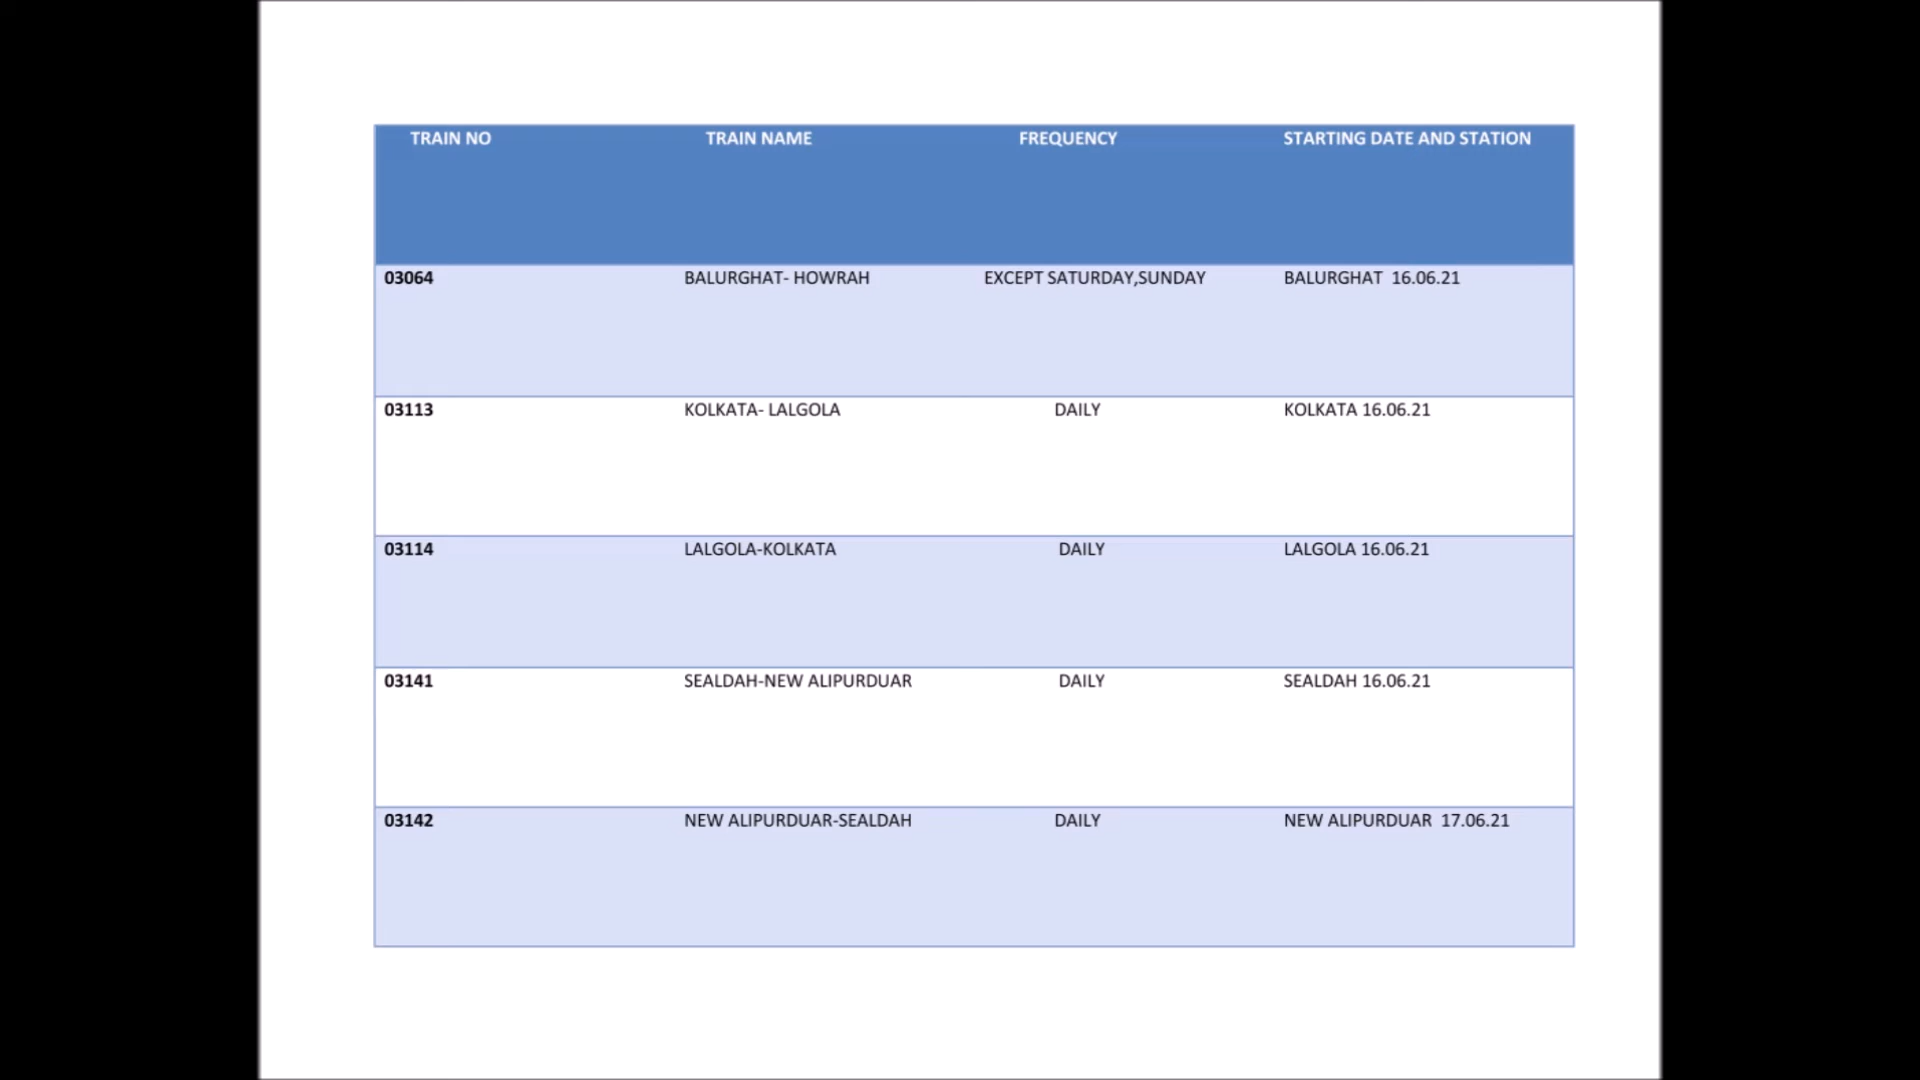 TRAIN NO TRAIN NAME FREQUENCY STARTING DATE AND STATION
03064 BALURGHAT- HOWRAH EXCEPT SATURDAY,SUNDAY BALURGHAT 16.06.21
03113 KOLKATA- LALGOLA DAILY KOLKATA 16.06.21
03114 LALGOLA-KOLKATA DAILY LALGOLA 16.06.21
03141 SEALDAH-NEW ALIPURDUAR DAILY SEALDAH 16.06.21
03142 NEW ALIPURDUAR-SEALDAH DAILY NEW ALIPURDUAR 17.06.21